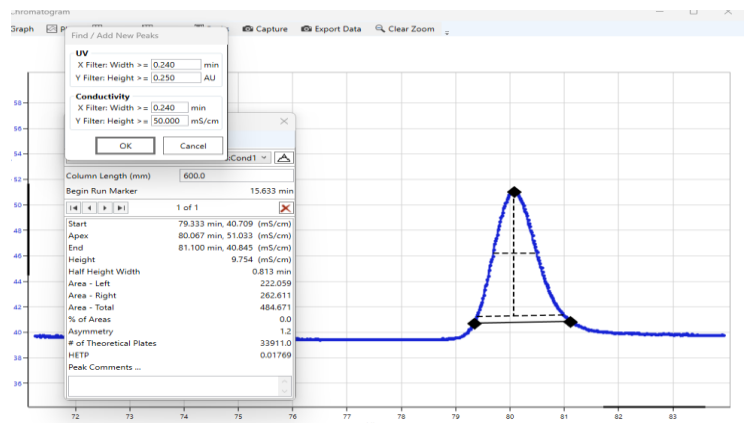 Chromatogram
Graph Capture Export Data Clear Zoom
Find / Add New Peaks
UV
X Filter: Width >= 0.240 min
Y Filter: Height >= 0.250 AU
Conductivity
X Filter: Width >= 0.240 min
Y Filter: Height >= 50.000 mS/cm
OK Cancel
:Cond1
Column Length (mm) 600.0
Begin Run Marker 15.633 min
1 of 1
Start 79.333 min, 40.709 (mS/cm)
Apex 80.067 min, 51.033 (mS/cm)
End 81.100 min, 40.845 (mS/cm)
Height 9.754 (mS/cm)
Half Height Width 0.813 min
Area - Left 222.059
Area - Right 262.611
Area - Total 484.671
% of Areas 0.0
Asymmetry 1.2
# of Theoretical Plates 33911.0
HETP 0.01769
Peak Comments ...
58
56
54
52
50
48
46
44
42
40
38
36
72 73 74 75 76 77 78 79 80 81 82 83